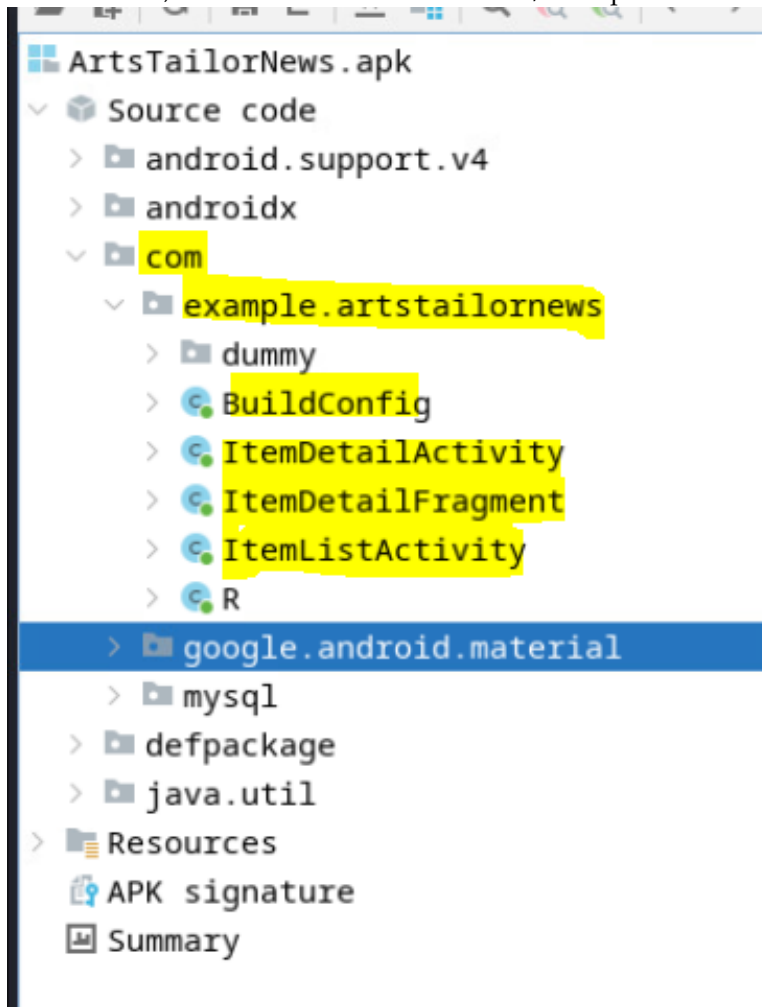 ArtsTailorNews.apk
Source code
android.support.v4
androidx
com
example.artstailornews
dummy
BuildConfig
ItemDetailActivity
ItemDetailFragment
ItemListActivity
R
google.android.material
mysql
defpackage
java.util
Resources
APK signature
Summary